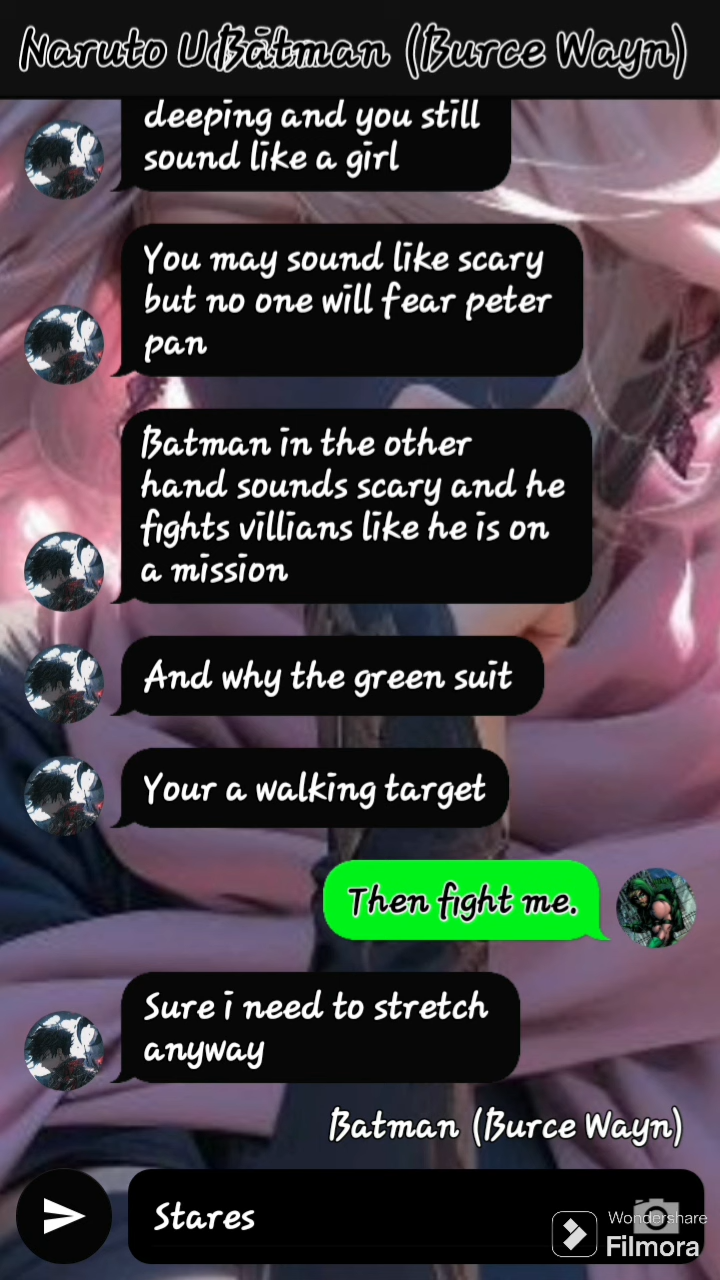 Naruto U Batman (Burce Wayn)
deeping and you still
sound like a girl
You may sound like scary
but no one will fear peter
pan
Batman in the other
hand sounds scary and he
fights villians like he is on
a mission
And why the green suit
Your a walking target
Then fight me.
Sure i need to stretch
anyway
Batman (Burce Wayn)
Stares
Wondershare
Filmora